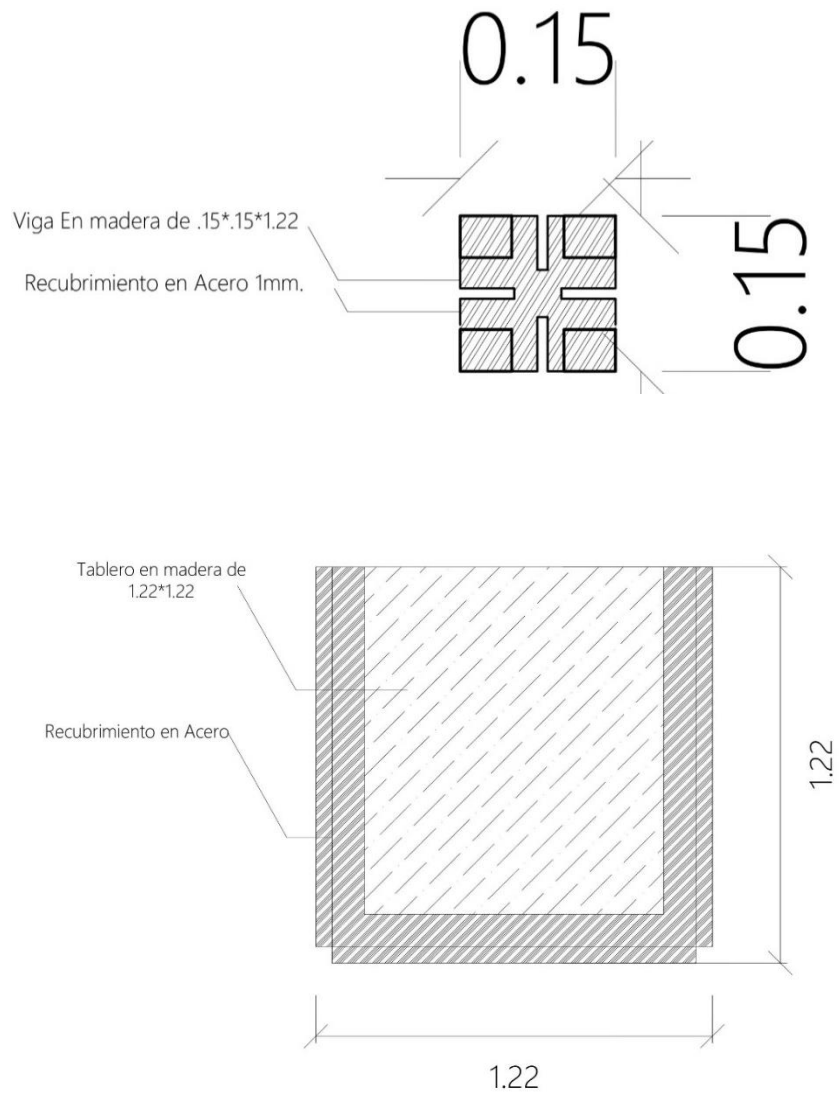 0.15
Viga En madera de .15*.15*1.22
Recubrimiento en Acero 1mm.
0.15
Tablero en madera de
1.22*1.22
Recubrimiento en Acero
1.22
1.22